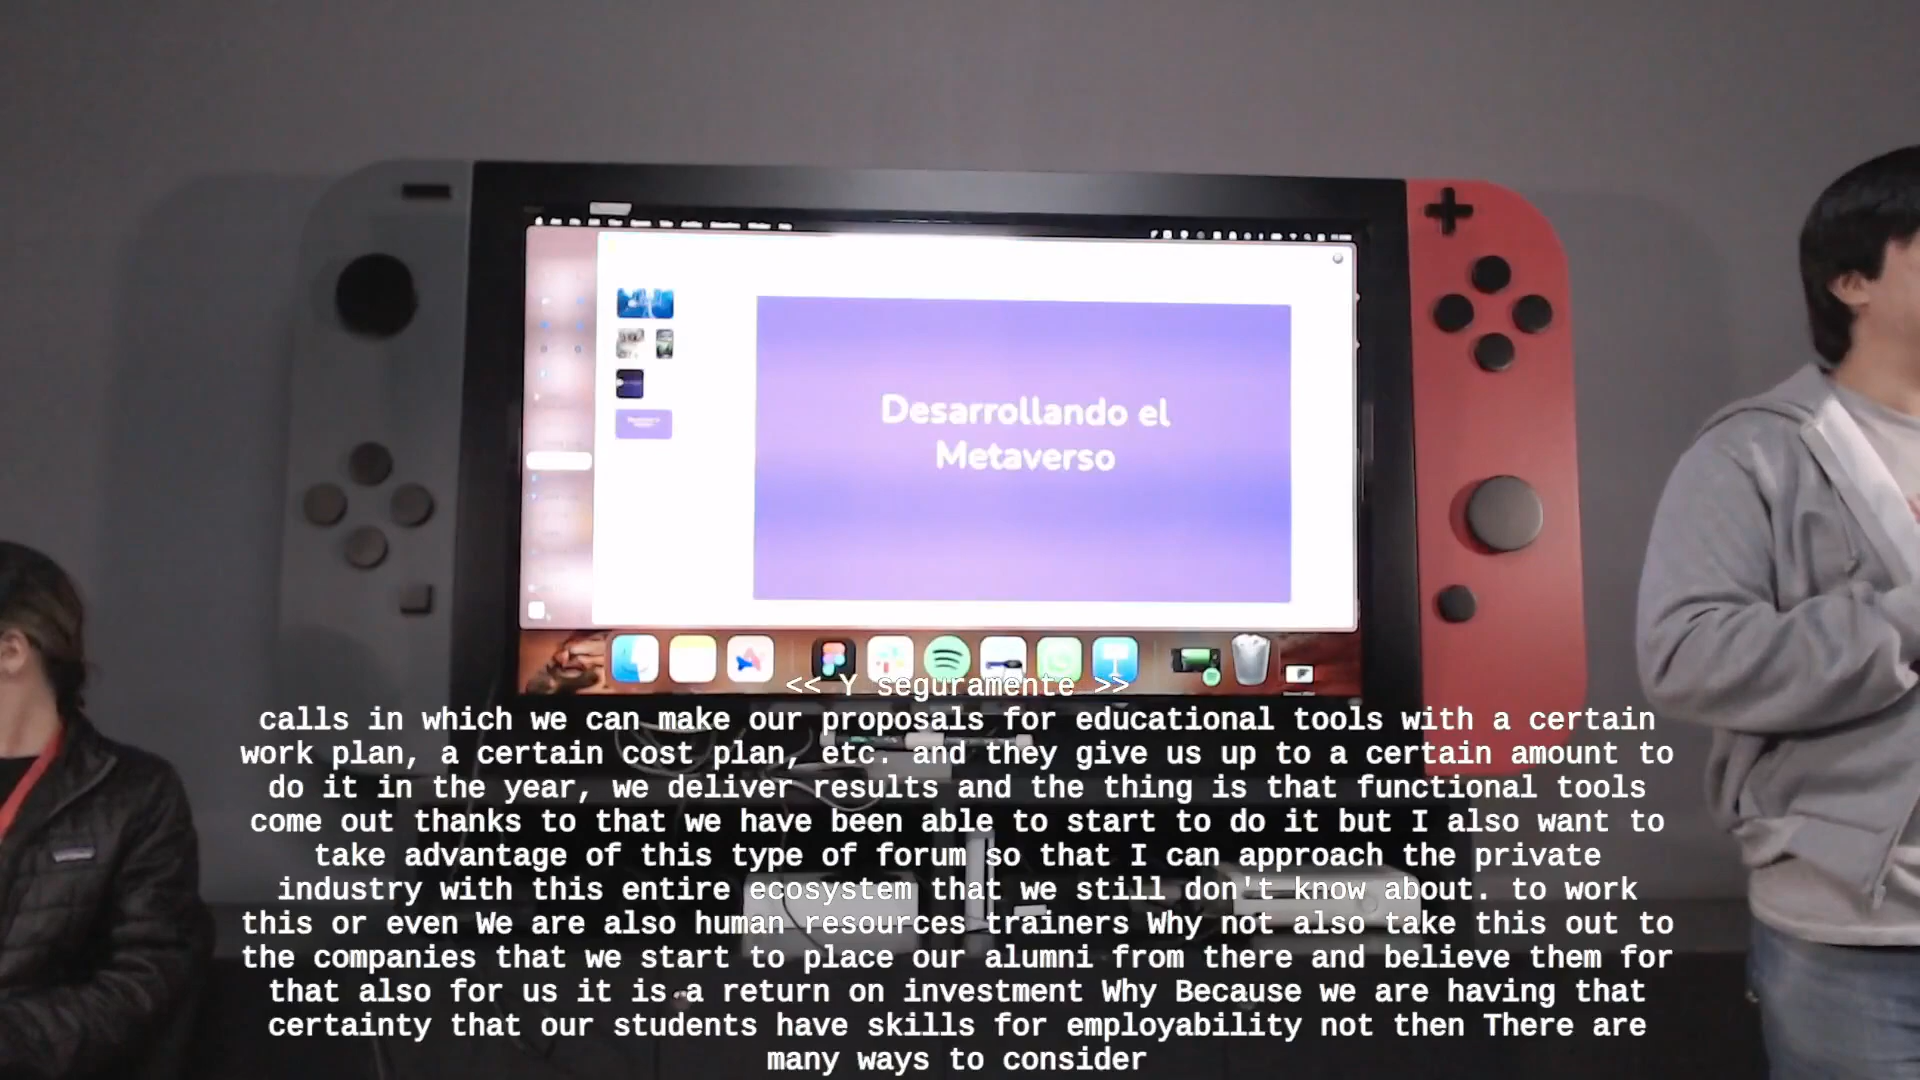 Desarrollando el
Metaverso
<< Y seguramente >>
calls in which we can make our proposals for educational tools with a certain
work plan, a certain cost plan, etc. and they give us up to a certain amount to
do it in the year, we deliver results and the thing is that functional tools
come out thanks to that we have been able to start to do it but I also want to
take advantage of this type of forum so that I can approach the private
industry with this entire ecosystem that we still don't know about. to work
this or even We are also human resources trainers Why not also take this out to
the companies that we start to place our alumni from there and believe them for
that also for us it is a return on investment Why Because we are having that
certainty that our students have skills for employability not then There are
many ways to consider